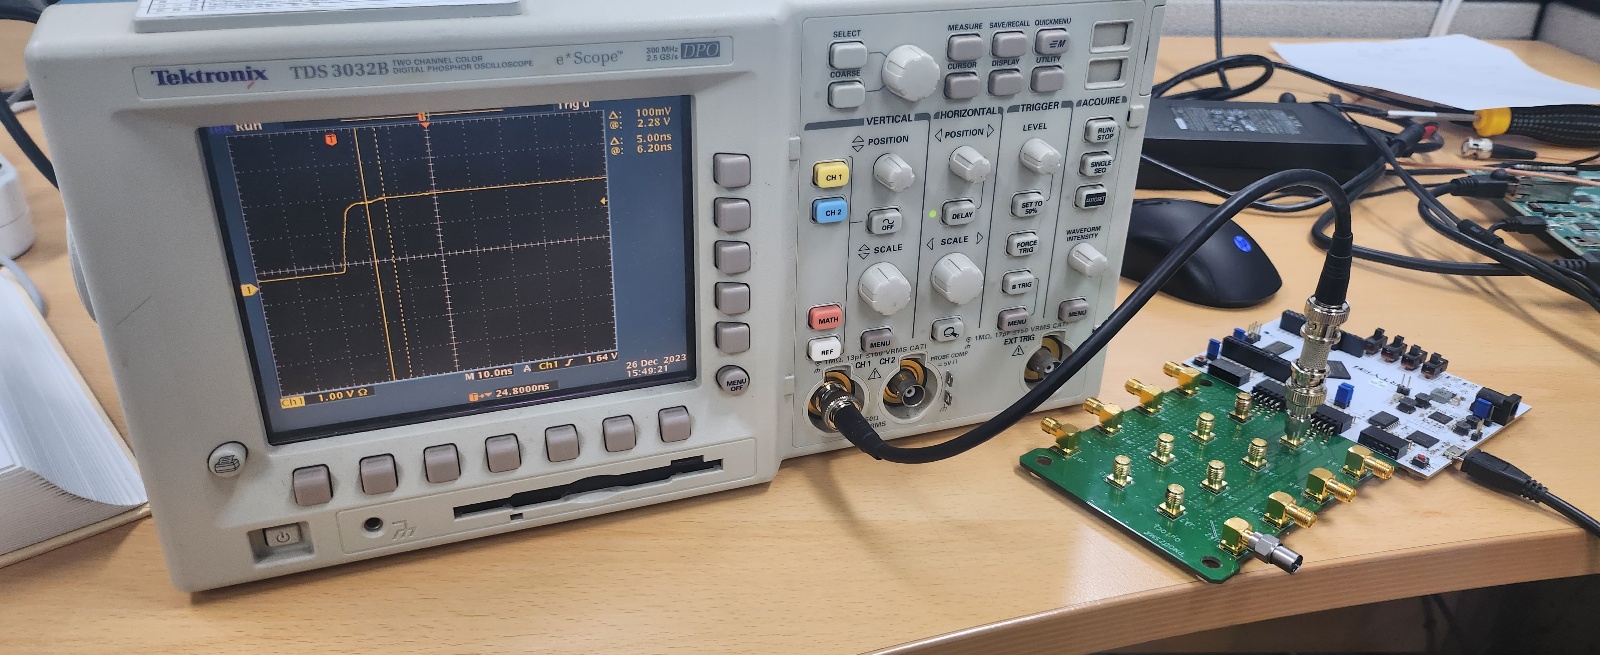 Tektronix
TDS 3032B
TWO CHANNEL COLOR
DIGITAL PHOSPHOR OSCILLOSCOPE
e*Scope™
300 MHz
2.5 GS/s
DPO
Run
Trig'd
Δ: 100mV
@: 2.28 V
Δ: 5.00ns
@: 6.20ns
Ch1
1.00 V Ω
M 10.0ns
A Ch1
1.64 V
24.8000ns
26 Dec 2023
15:49:21
MENU
OFF
SELECT
COARSE
MEASURE
SAVE/RECALL
QUICKMENU
CURSOR
DISPLAY
UTILITY
VERTICAL
HORIZONTAL
TRIGGER
ACQUIRE
POSITION
POSITION
LEVEL
RUN/
STOP
CH 1
CH 2
OFF
DELAY
SET TO
50%
SINGLE
SEQ
AUTOSET
SCALE
SCALE
FORCE
TRIG
WAVEFORM
INTENSITY
B TRIG
MATH
REF
MENU
MENU
MENU
CH 1
CH 2
PROBE COMP
EXT TRIG
hp